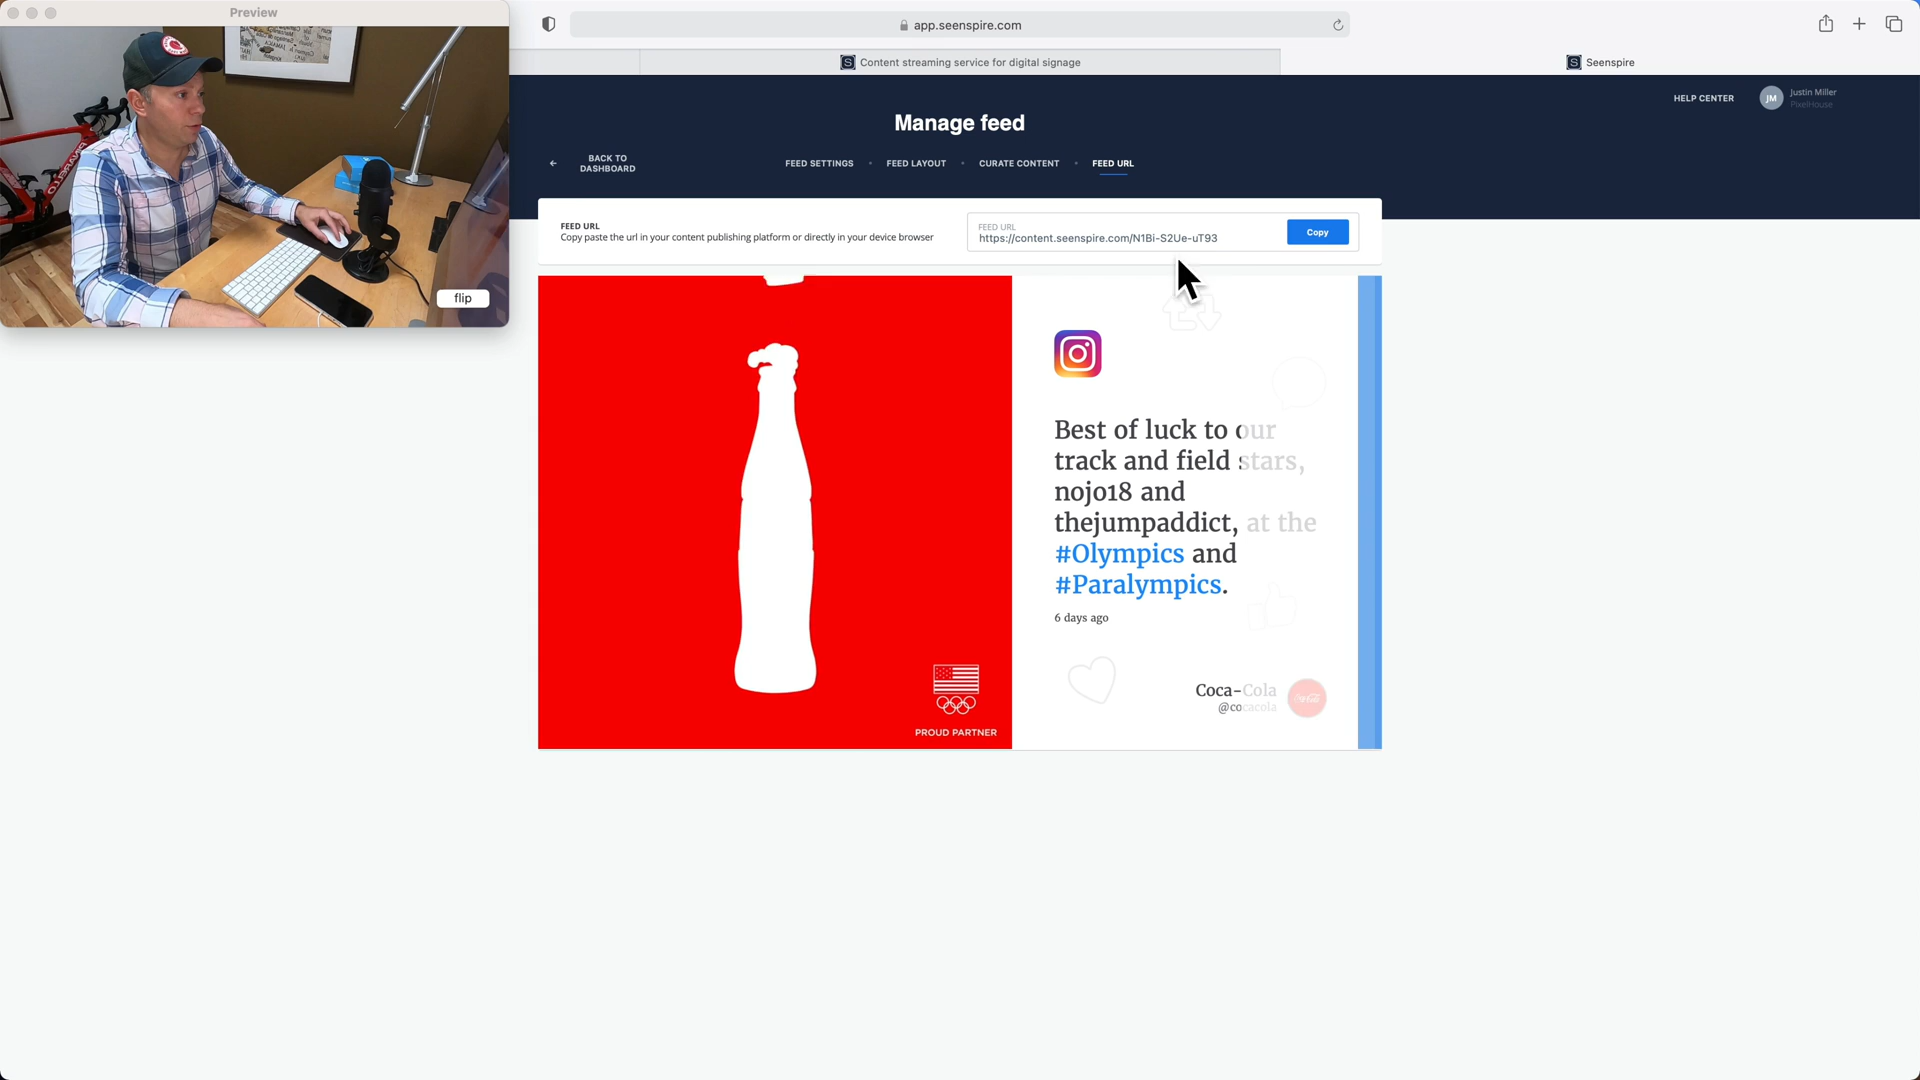 Preview
app.seenspire.com
Content streaming service for digital signage
Seenspire
HELP CENTER
JM
Justin Miller
PixelHouse
Manage feed
BACK TO
DASHBOARD
FEED SETTINGS
FEED LAYOUT
CURATE CONTENT
FEED URL
FEED URL
Copy paste the url in your content publishing platform or directly in your device browser
FEED URL
https://content.seenspire.com/N1Bi-S2Ue-uT93
Copy
flip
Best of luck to our
track and field stars,
nojo18 and
thejumpaddict, at the
#Olympics and
#Paralympics.
6 days ago
Coca-Cola
@cocacola
PROUD PARTNER